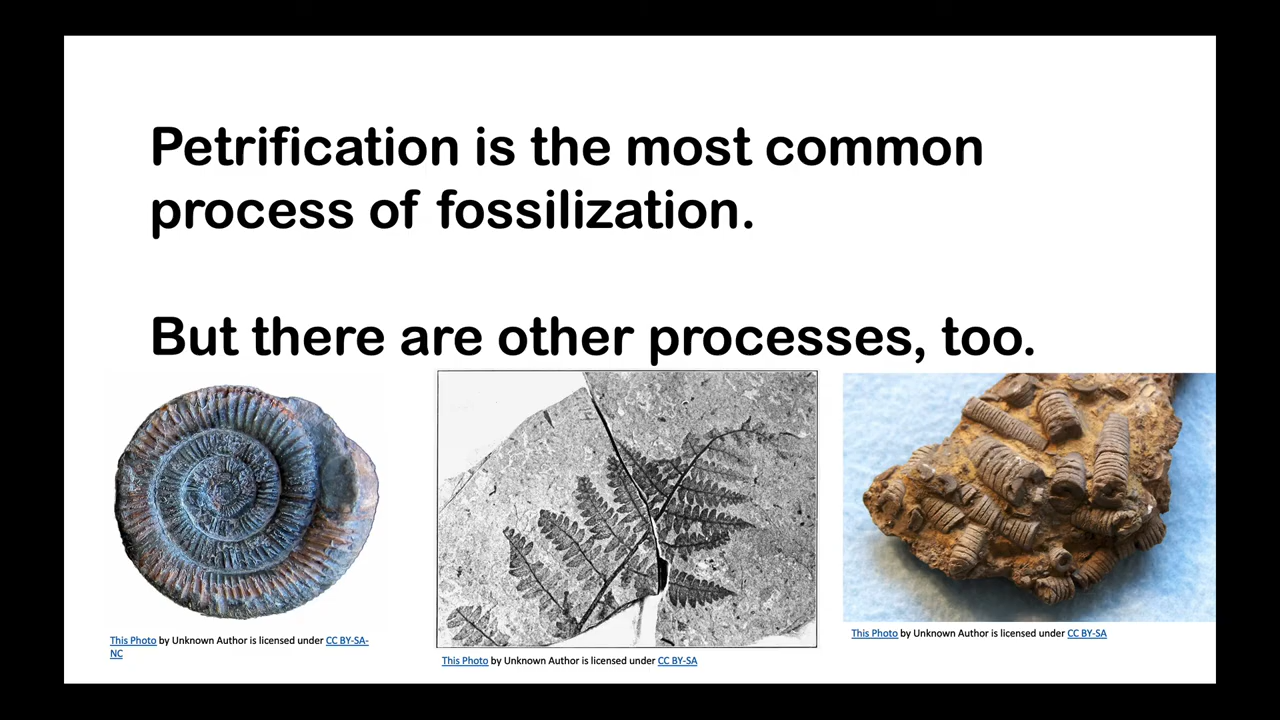 Petrification is the most common
process of fossilization.
But there are other processes, too.
This Photo by Unknown Author is licensed under CC BY-SA-
NC
This Photo by Unknown Author is licensed under CC BY-SA
This Photo by Unknown Author is licensed under CC BY-SA